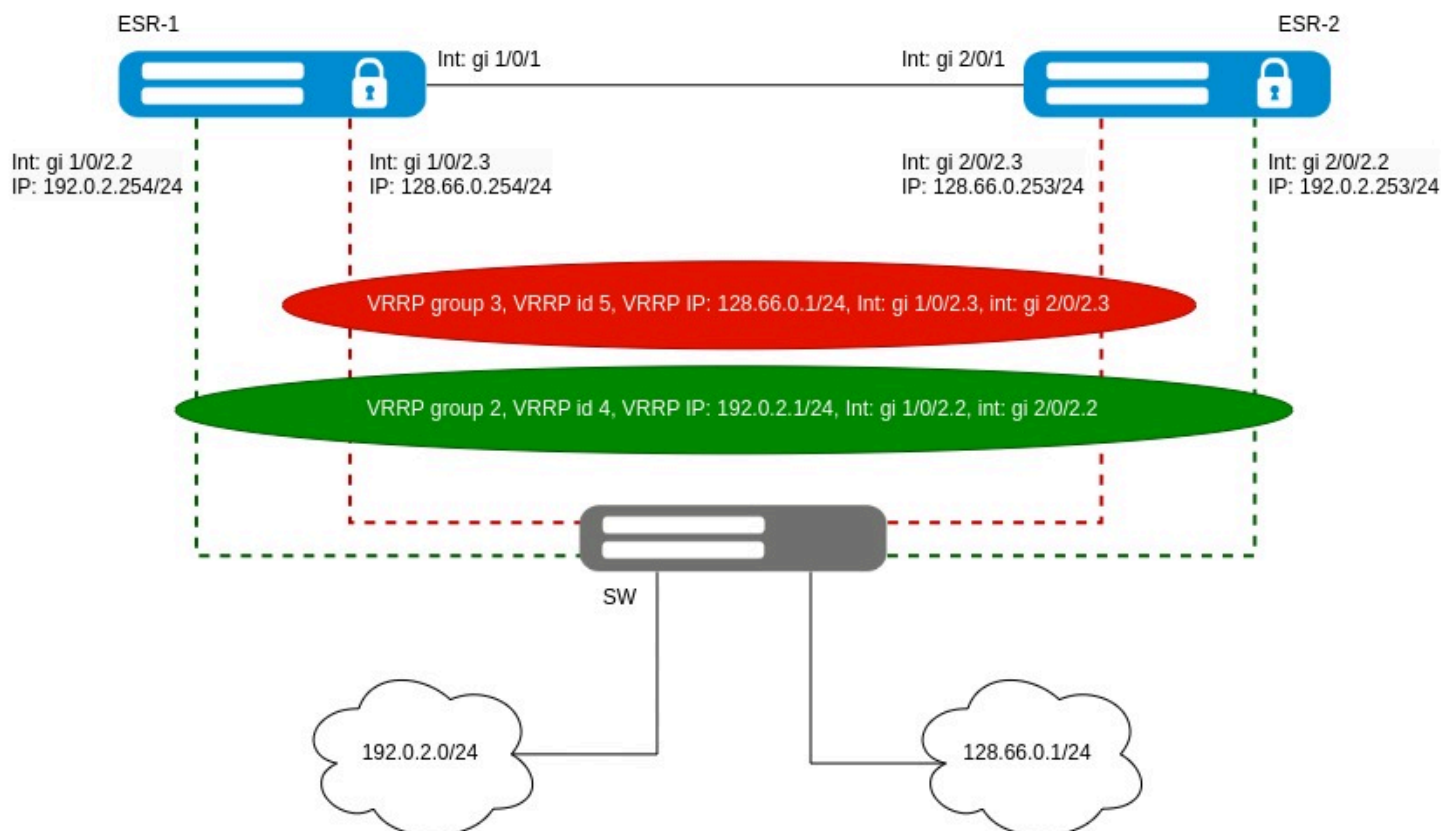 ESR-1
ESR-2
Int: gi 1/0/1
Int: gi 2/0/1
Int: gi 1/0/2.2
IP: 192.0.2.254/24
Int: gi 1/0/2.3
IP: 128.66.0.254/24
Int: gi 2/0/2.3
IP: 128.66.0.253/24
Int: gi 2/0/2.2
IP: 192.0.2.253/24
VRRP group 3, VRRP id 5, VRRP IP: 128.66.0.1/24, Int: gi 1/0/2.3, int: gi 2/0/2.3
VRRP group 2, VRRP id 4, VRRP IP: 192.0.2.1/24, Int: gi 1/0/2.2, int: gi 2/0/2.2
SW
192.0.2.0/24
128.66.0.1/24